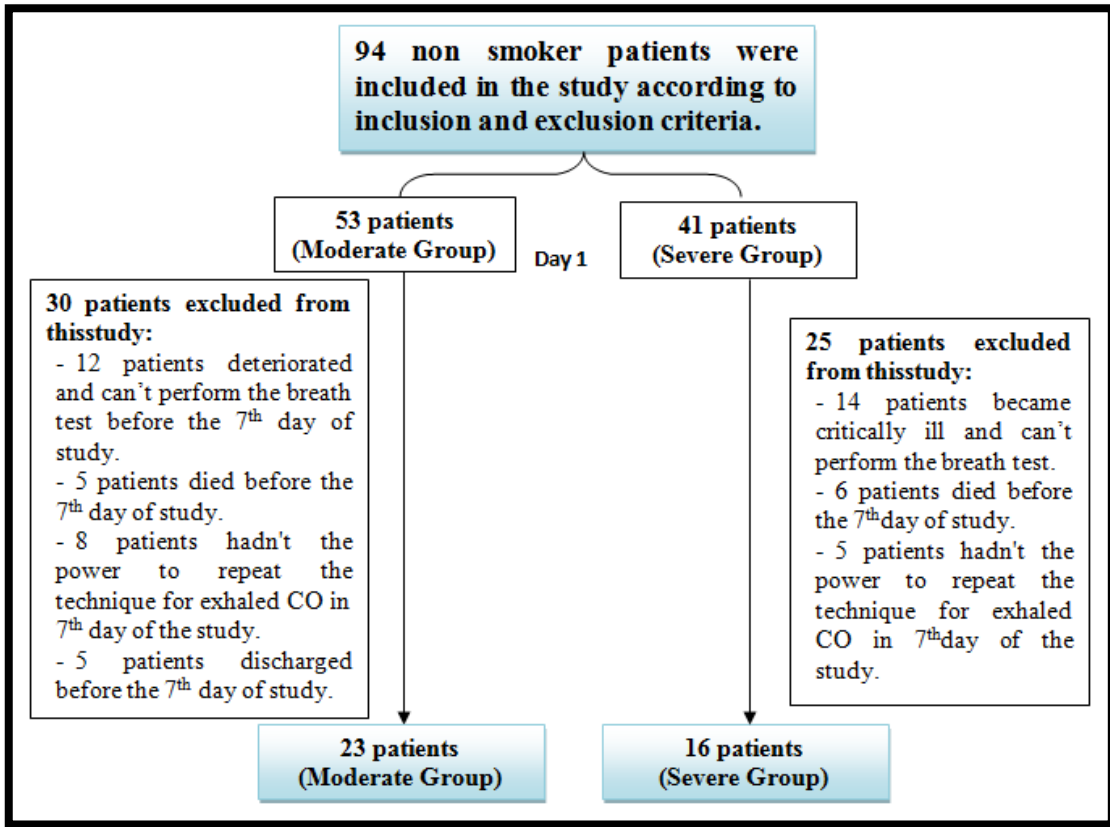 94 non smoker patients were
included in the study according to
inclusion and exclusion criteria.
53 patients
(Moderate Group)
Day 1
41 patients
(Severe Group)
30 patients excluded from
thisstudy:
- 12 patients deteriorated
and can't perform the breath
test before the 7th day of
study.
- 5 patients died before the
7th day of study.
- 8 patients hadn't the
power to repeat the
technique for exhaled CO in
7th day of the study.
- 5 patients discharged
before the 7th day of study.
25 patients excluded
from thisstudy:
- 14 patients became
critically ill and can't
perform the breath test.
- 6 patients died before
the 7thday of study.
- 5 patients hadn't the
power to repeat the
technique for exhaled
CO in 7thday of the
study.
23 patients
(Moderate Group)
16 patients
(Severe Group)